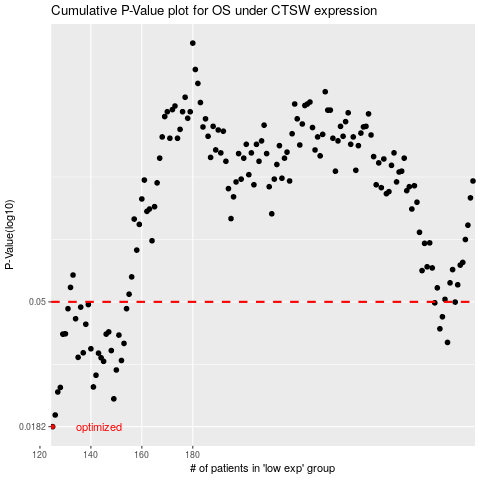 Cumulative P-Value plot for OS under CTSW expression
P-Value(log10)
0.05
0.0182
optimized
120 140 160 180
# of patients in 'low exp' group